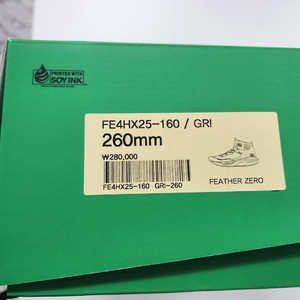 PRINTED WITH
SOY INK
FE4HX25-160 / GRI
260mm
₩280,000
FEATHER ZERO
FE4HX25-160 GRI-260